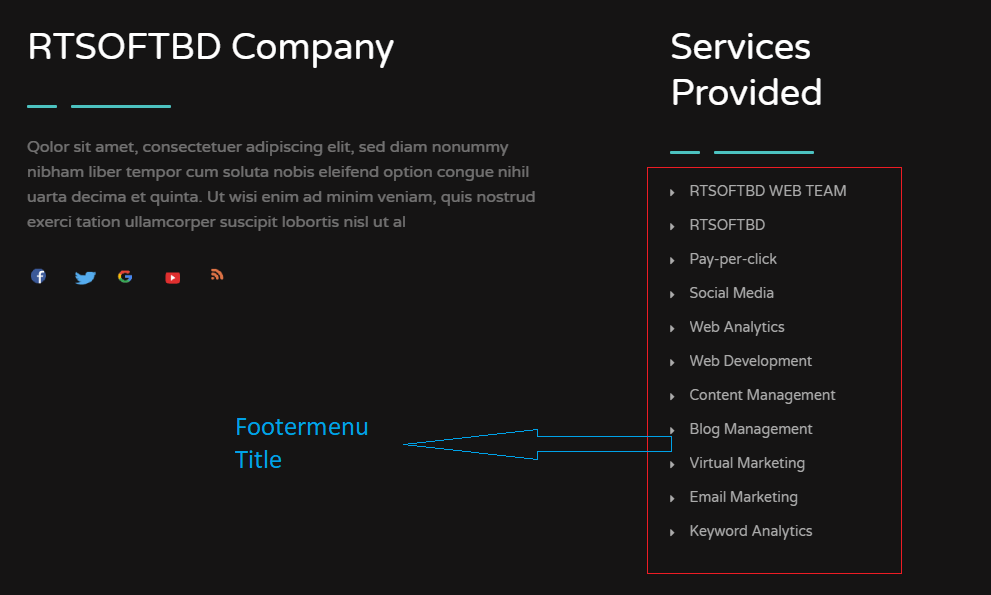 RTSOFTBD Company
Qolor sit amet, consectetuer adipiscing elit, sed diam nonummy
nibham liber tempor cum soluta nobis eleifend option congue nihil
uarta decima et quinta. Ut wisi enim ad minim veniam, quis nostrud
exerci tation ullamcorper suscipit lobortis nisl ut al
Services
Provided
RTSOFTBD WEB TEAM
RTSOFTBD
Pay-per-click
Social Media
Web Analytics
Web Development
Content Management
Blog Management
Virtual Marketing
Email Marketing
Keyword Analytics
Footermenu
Title